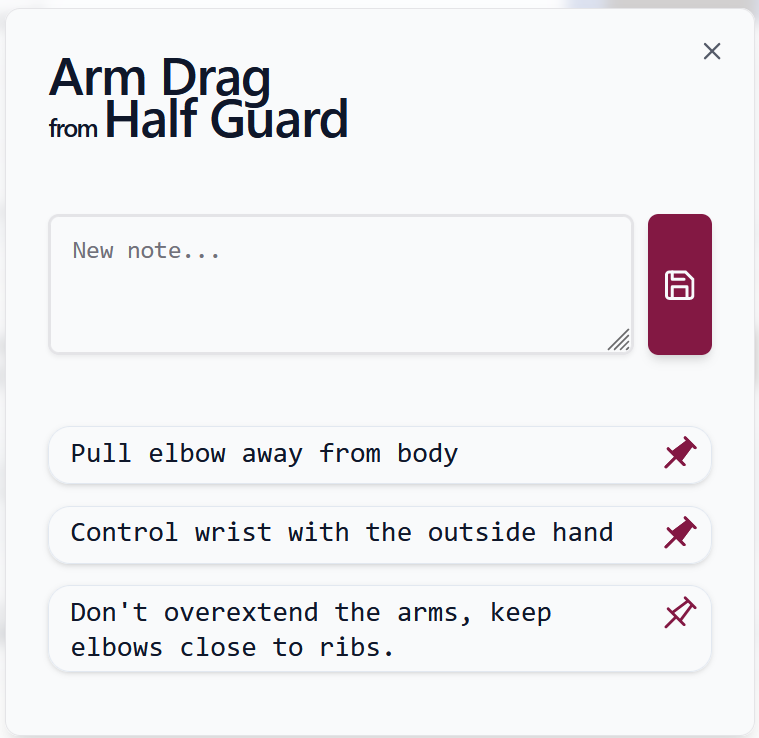 Arm Drag
from Half Guard
New note...
Pull elbow away from body
Control wrist with the outside hand
Don't overextend the arms, keep
elbows close to ribs.